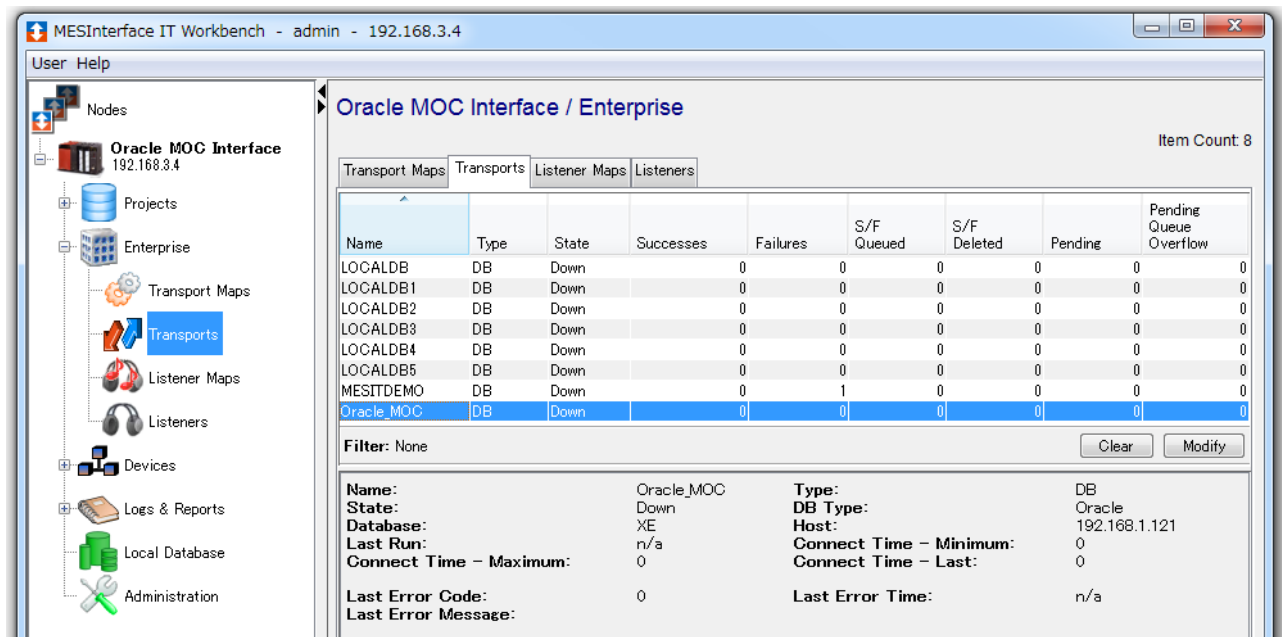 MESInterface IT Workbench - admin - 192.168.3.4
User Help
Nodes
Oracle MOC Interface
192.168.3.4
Projects
Enterprise
Transport Maps
Transports
Listener Maps
Listeners
Devices
Logs & Reports
Local Database
Administration
Oracle MOC Interface / Enterprise
Item Count: 8
Transport Maps Transports Listener Maps Listeners
Name Type State Successes Failures S/F Queued S/F Deleted Pending Pending Queue Overflow
LOCALDB DB Down 0 0 0 0 0 0
LOCALDB1 DB Down 0 0 0 0 0 0
LOCALDB2 DB Down 0 0 0 0 0 0
LOCALDB3 DB Down 0 0 0 0 0 0
LOCALDB4 DB Down 0 0 0 0 0 0
LOCALDB5 DB Down 0 0 0 0 0 0
MESITDEMO DB Down 0 1 0 0 0 0
Oracle_MOC DB Down 0 0 0 0 0 0
Filter: None Clear Modify
Name: Oracle_MOC Type: DB
State: Down DB Type: Oracle
Database: XE Host: 192.168.1.121
Last Run: n/a Connect Time - Minimum: 0
Connect Time - Maximum: 0 Connect Time - Last: 0
Last Error Code: 0 Last Error Time: n/a
Last Error Message: